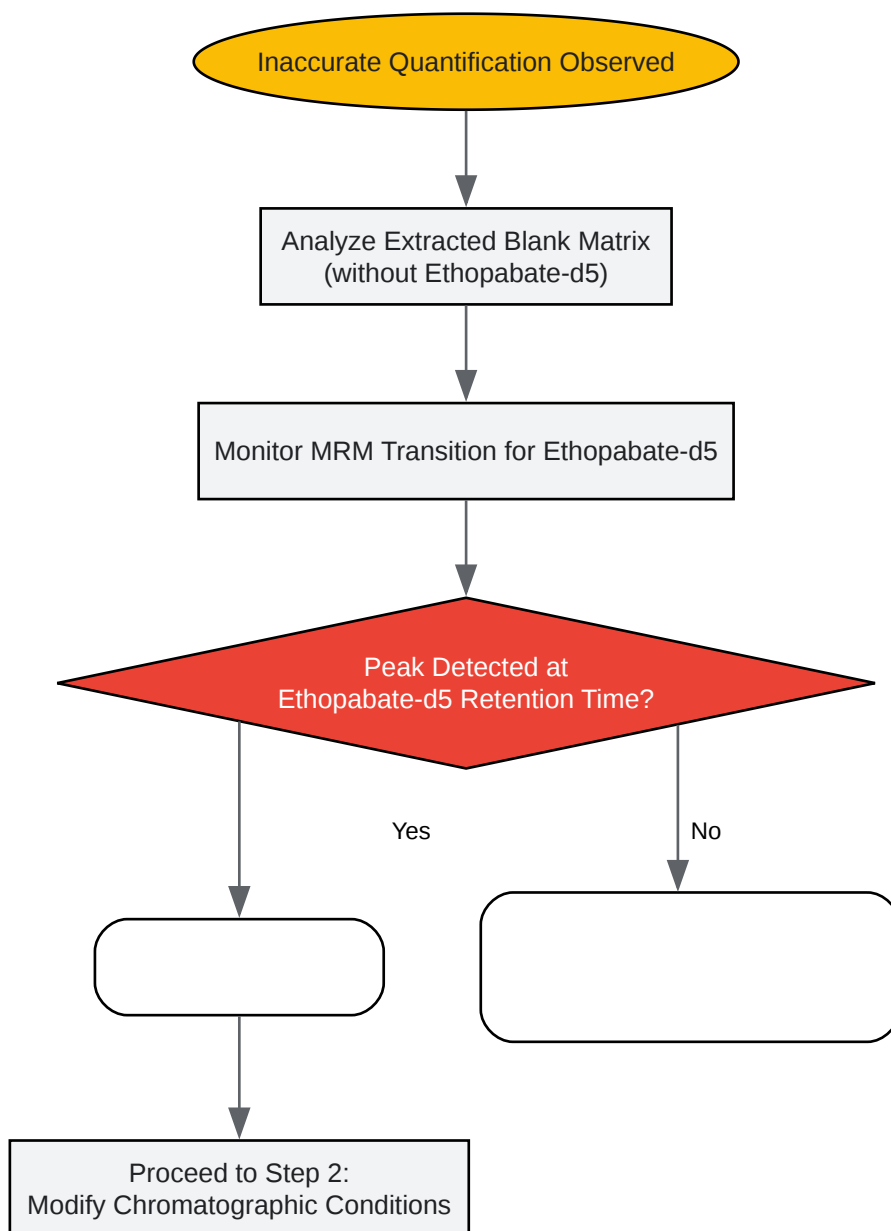 Inaccurate Quantification Observed
Analyze Extracted Blank Matrix
(without Ethopabate-d5)
Monitor MRM Transition for Ethopabate-d5
Peak Detected at
Ethopabate-d5 Retention Time?
Yes
No
Proceed to Step 2:
Modify Chromatographic Conditions